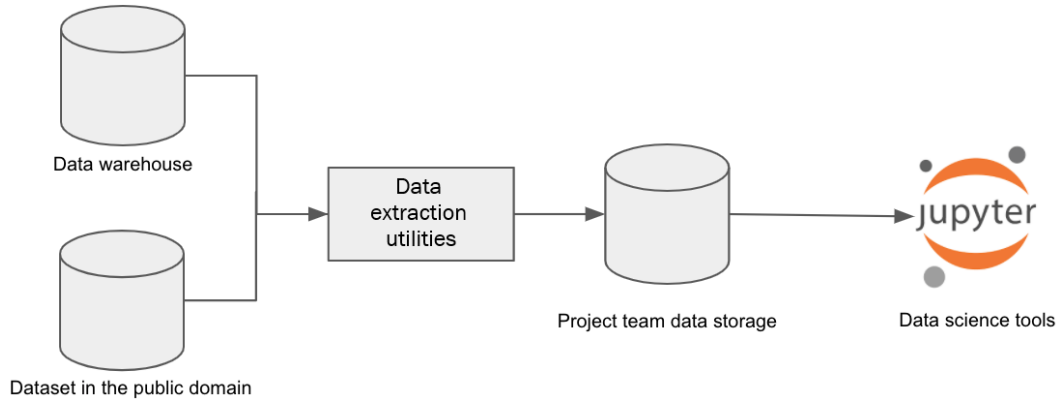 Data warehouse
Data
extraction
utilities
jupyter
Project team data storage
Data science tools
Dataset in the public domain